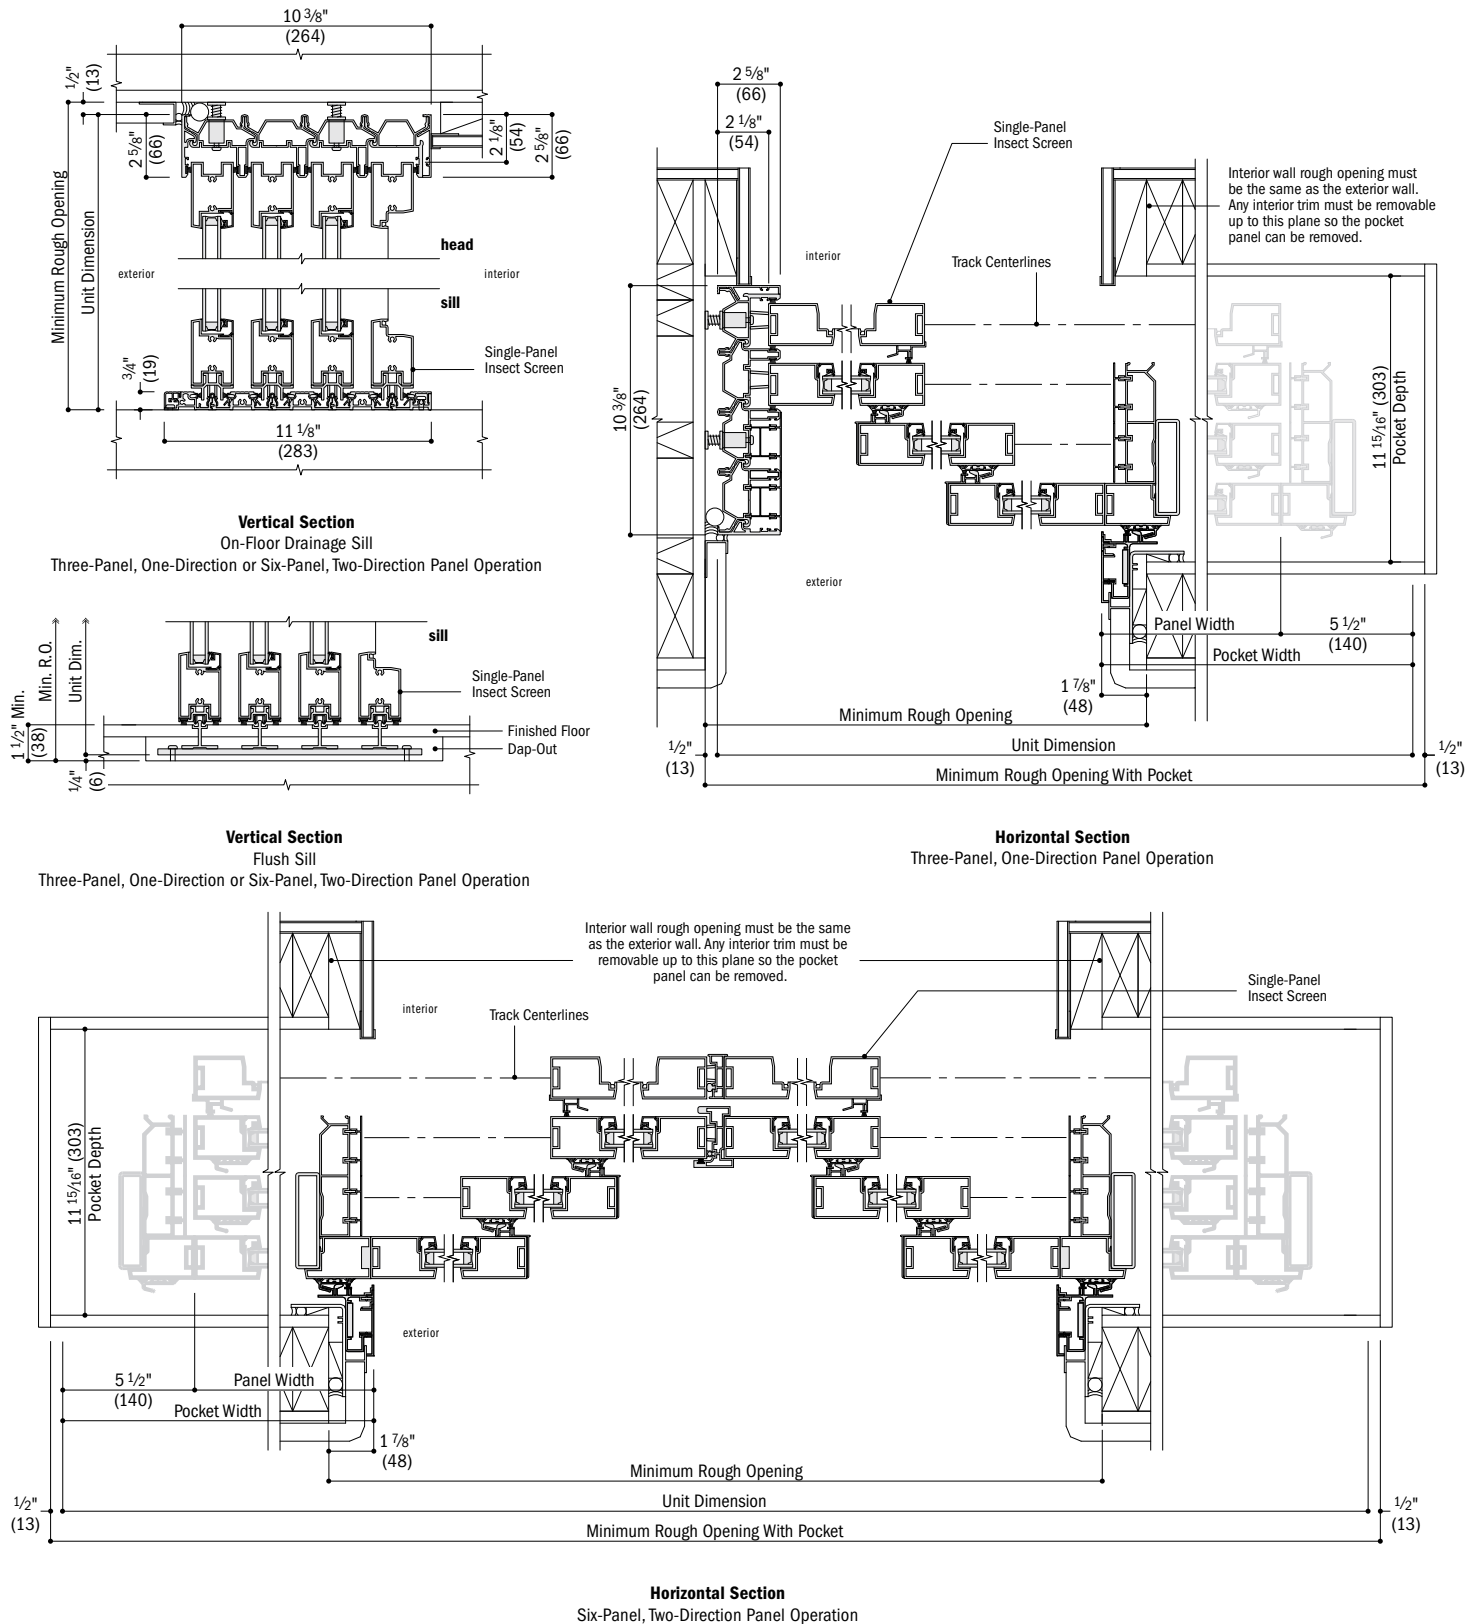 10 3/8"
(264)
1/2"
(13)
2 5/8"
(66)
2 1/8"
(54)
2 5/8"
(66)
Minimum Rough Opening
Unit Dimension
exterior
head
interior
sill
3/4"
(19)
Single-Panel
Insect Screen
11 1/8"
(283)
Vertical Section
On-Floor Drainage Sill
Three-Panel, One-Direction or Six-Panel, Two-Direction Panel Operation
2 5/8"
(66)
2 1/8"
(54)
Single-Panel
Insect Screen
Interior wall rough opening must
be the same as the exterior wall.
Any interior trim must be removable
up to this plane so the pocket
panel can be removed.
interior
Track Centerlines
10 3/8"
(264)
11 15/16" (303)
Pocket Depth
exterior
Panel Width
5 1/2"
(140)
Pocket Width
1 7/8"
(48)
Minimum Rough Opening
1/2"
(13)
Unit Dimension
1/2"
(13)
Minimum Rough Opening With Pocket
Horizontal Section
Three-Panel, One-Direction Panel Operation
sill
1 1/2" Min.
(38)
Min. R.O.
Unit Dim.
Single-Panel
Insect Screen
Finished Floor
Dap-Out
1/4"
(6)
Vertical Section
Flush Sill
Three-Panel, One-Direction or Six-Panel, Two-Direction Panel Operation
Interior wall rough opening must be the same
as the exterior wall. Any interior trim must be
removable up to this plane so the pocket
panel can be removed.
Single-Panel
Insect Screen
interior
Track Centerlines
11 15/16" (303)
Pocket Depth
exterior
5 1/2"
(140)
Panel Width
Pocket Width
1 7/8"
(48)
Minimum Rough Opening
1/2"
(13)
Unit Dimension
1/2"
(13)
Minimum Rough Opening With Pocket
Horizontal Section
Six-Panel, Two-Direction Panel Operation